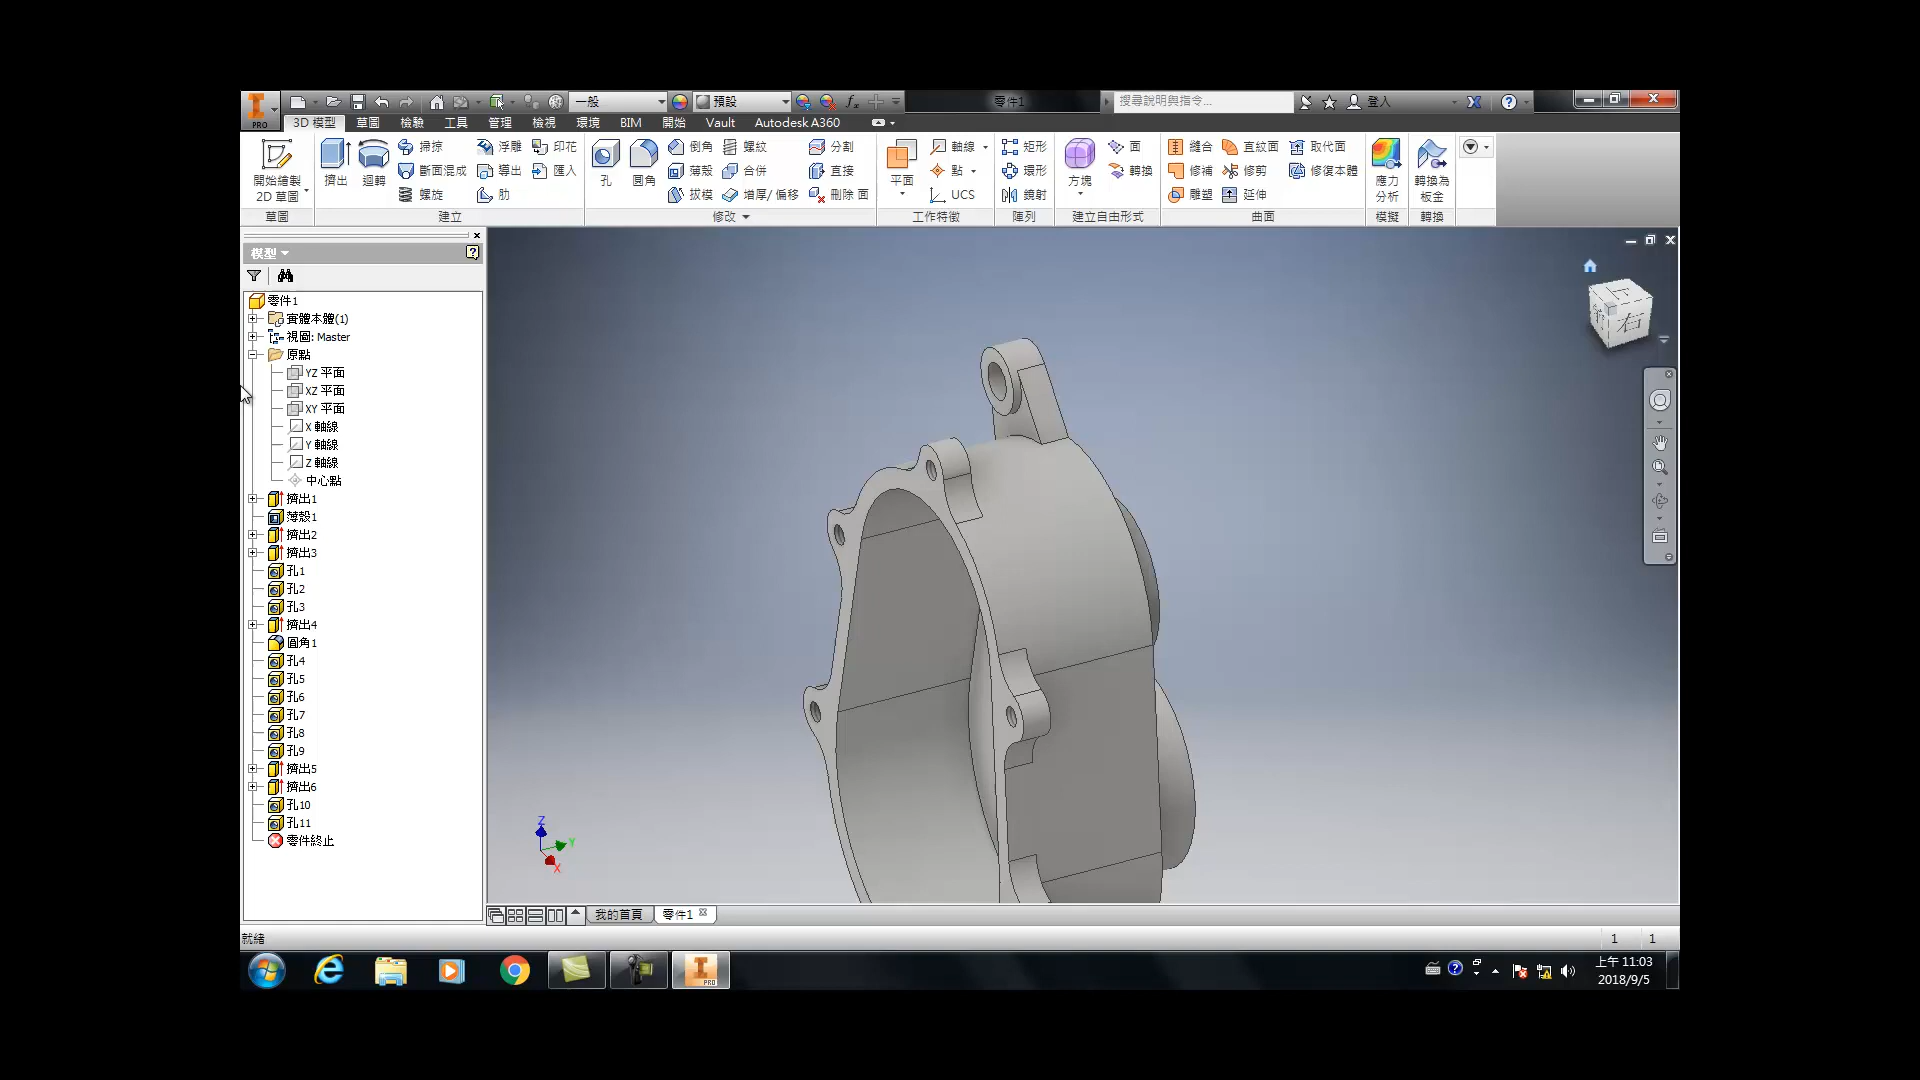 一般
預設
零件1
搜尋說明與指令...
登入
PRO
3D 模型
草圖
檢驗
工具
管理
檢視
環境
BIM
開始
Vault
Autodesk A360
開始繪製
2D 草圖
擠出
迴轉
掃掠
斷面混成
螺旋
浮雕
導出
肋
印花
匯入
孔
圓角
倒角
薄殼
拔模
螺紋
合併
增厚/ 偏移
分割
直接
刪除 面
平面
軸線
點
UCS
矩形
環形
鏡射
方塊
面
轉換
縫合
修補
雕塑
直紋面
修剪
延伸
取代面
修復本體
應力
分析
轉換為
板金
草圖
建立
修改
工作特徵
陣列
建立自由形式
曲面
模擬
轉換
模型
零件1
實體本體(1)
視圖: Master
原點
YZ 平面
XZ 平面
XY 平面
X 軸線
Y 軸線
Z 軸線
中心點
擠出1
薄殼1
擠出2
擠出3
孔1
孔2
孔3
擠出4
圓角1
孔4
孔5
孔6
孔7
孔8
孔9
擠出5
擠出6
孔10
孔11
零件終止
右
Z
Y
X
我的首頁
零件1
就緒
1
1
PRO
上午 11:03
2018/9/5